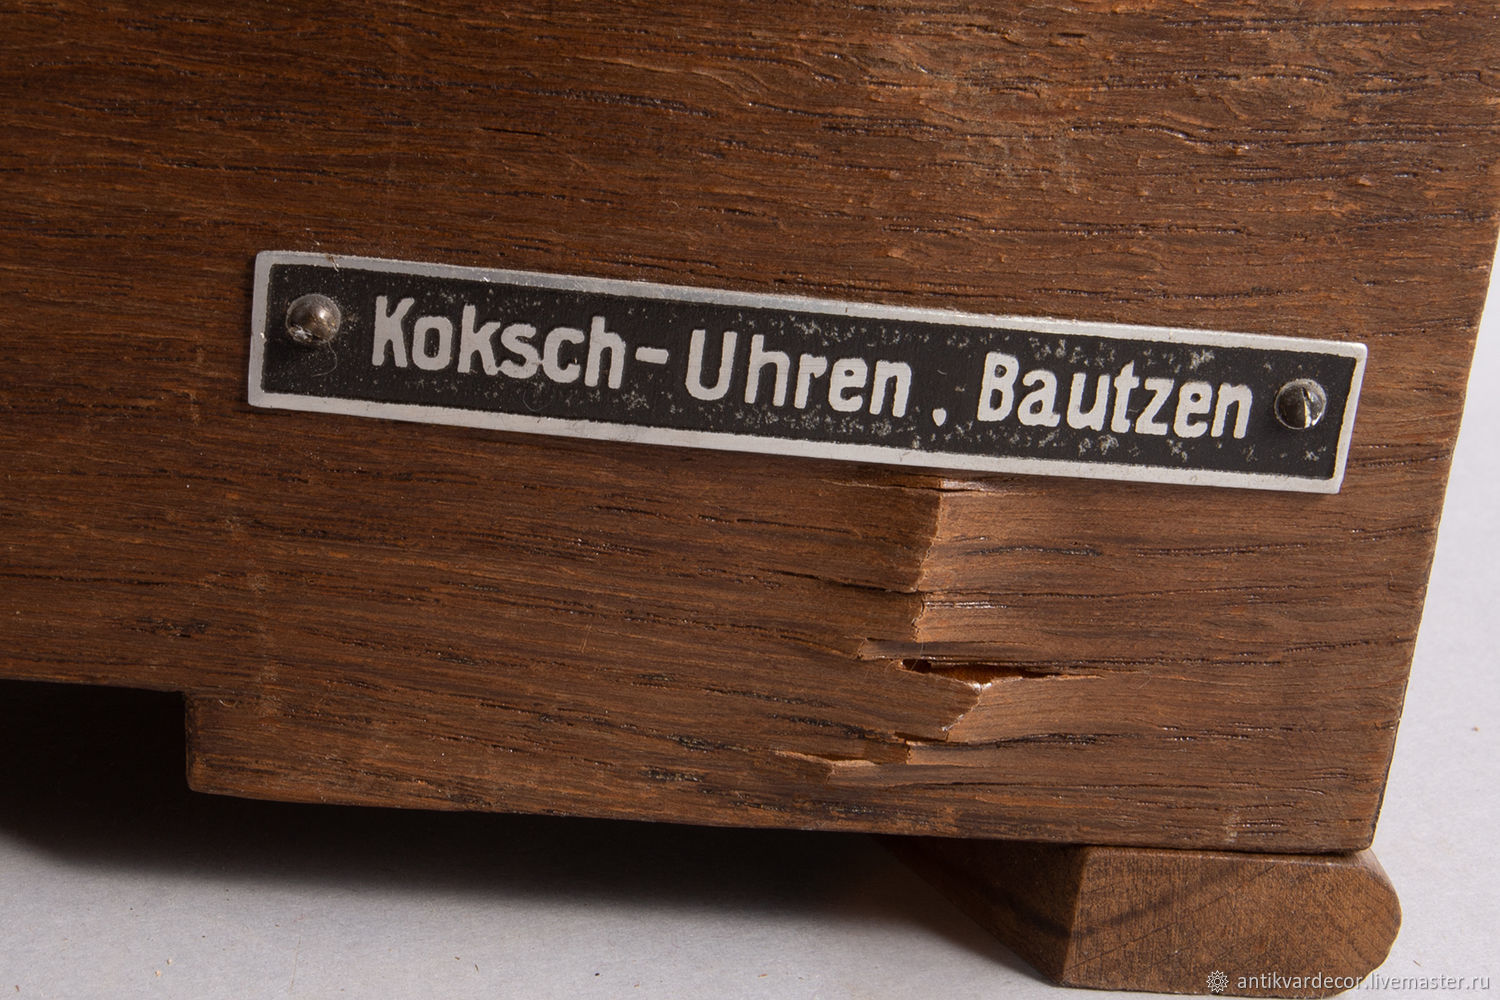 Koksch-Uhren. Bautzen
antikvardecor.livemaster.ru